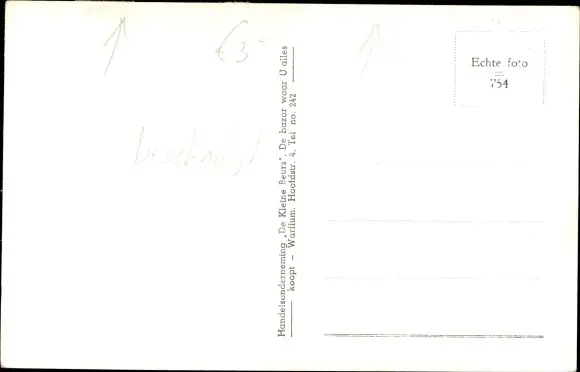 € 3-
beschadigd
Handelsonderneming „De Kleine Beurs", De bazar waar U alles
koopt - Warffum. Hoofdstr. 4. Tel no. 242
Echte foto
754